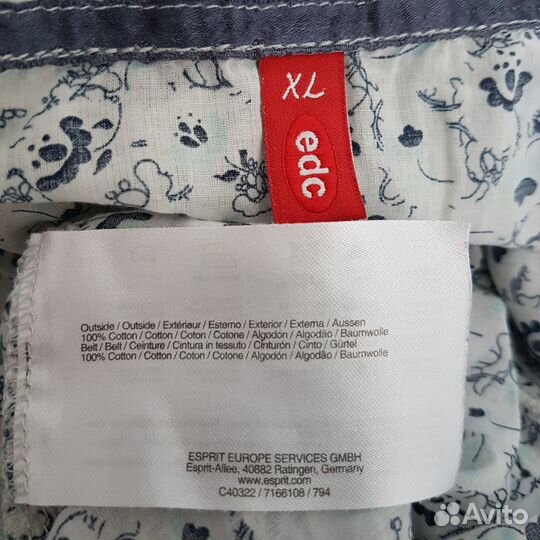 XL
edc
Outside / Outside / Extérieur / Esterno / Exterior / Externa / Aussen
100% Cotton / Cotton / Coton / Cotone / Algodón / Algodão / Baumwolle
Belt / Belt / Ceinture / Cintura in tessuto / Cinturón / Cinto / Gürtel
100% Cotton / Cotton / Coton / Cotone / Algodón / Algodão / Baumwolle
ESPRIT EUROPE SERVICES GMBH
Esprit-Allee, 40882 Ratingen, Germany
www.esprit.com
C40322 / 7166108 / 794
Avito